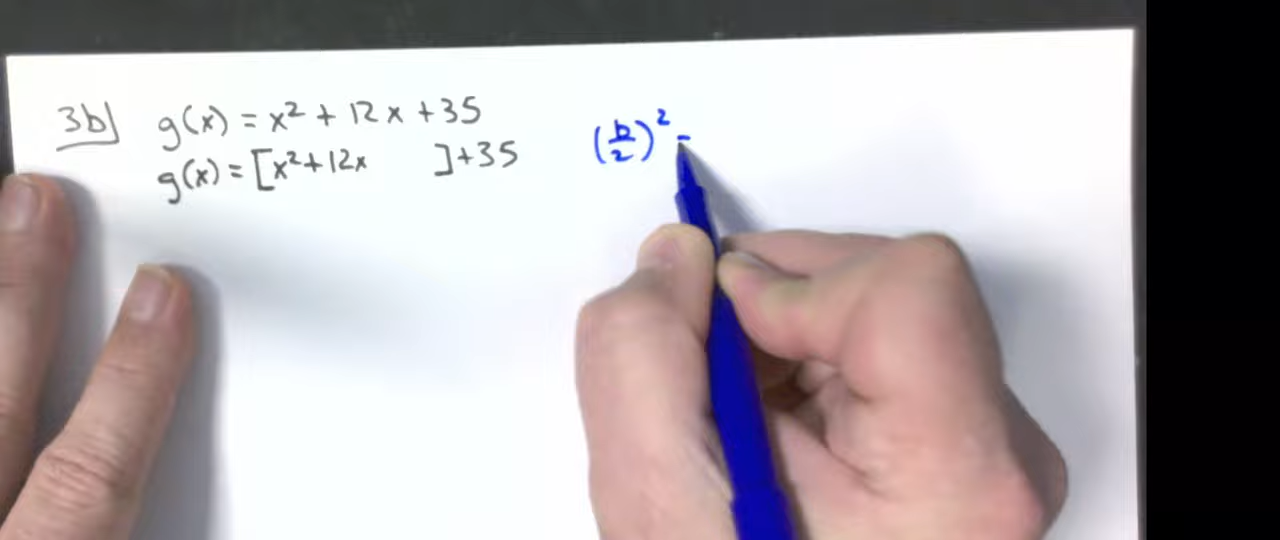 3b] g(x) = x² + 12x + 35
g(x) = [x² + 12x ] + 35
(b/2)² =